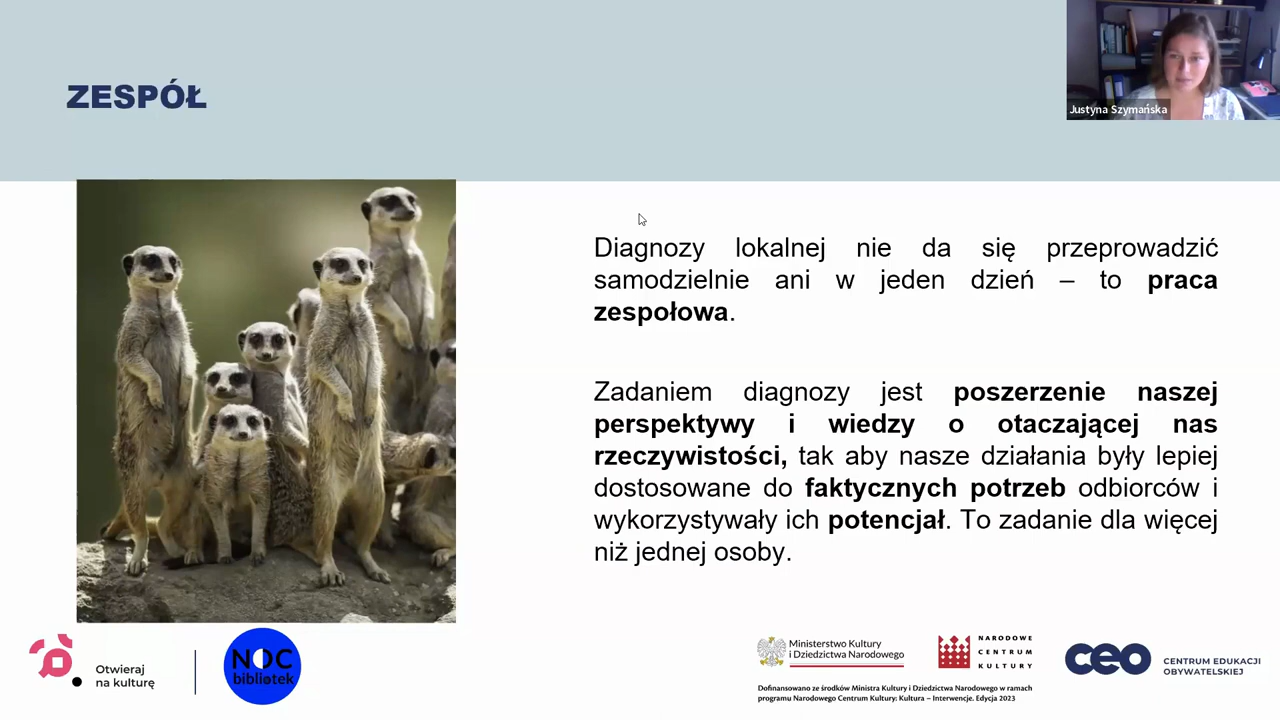 ZESPÓŁ
Justyna Szymańska
Diagnozy lokalnej nie da się przeprowadzić
samodzielnie ani w jeden dzień – to praca
zespołowa.
Zadaniem diagnozy jest poszerzenie naszej
perspektywy i wiedzy o otaczającej nas
rzeczywistości, tak aby nasze działania były lepiej
dostosowane do faktycznych potrzeb odbiorców i
wykorzystywały ich potencjał. To zadanie dla więcej
niż jednej osoby.
Otwieraj
na kulturę
NOC
bibliotek
Ministerstwo Kultury
i Dziedzictwa Narodowego
NARODOWE
CENTRUM
KULTURY
Dofinansowano ze środków Ministra Kultury i Dziedzictwa Narodowego w ramach
programu Narodowego Centrum Kultury: Kultura – Interwencje. Edycja 2023
ceo
CENTRUM EDUKACJI
OBYWATELSKIEJ